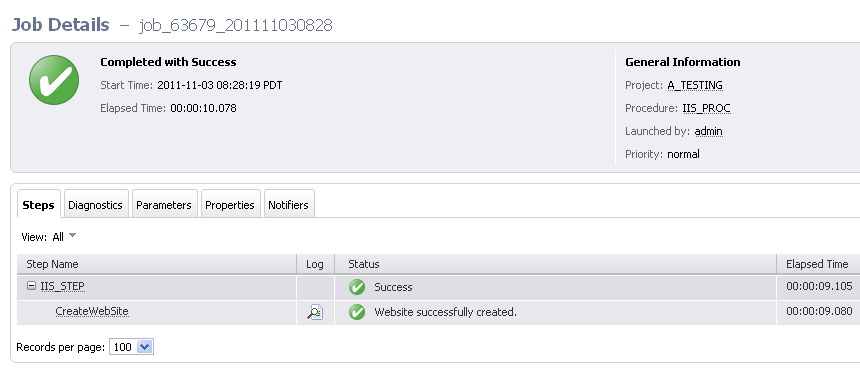 Job Details – job_63679_201111030828
Completed with Success
Start Time: 2011-11-03 08:28:19 PDT
Elapsed Time: 00:00:10.078
General Information
Project: A_TESTING
Procedure: IIS_PROC
Launched by: admin
Priority: normal
Steps Diagnostics Parameters Properties Notifiers
View: All
Step Name Log Status Elapsed Time
IIS_STEP Success 00:00:09.105
CreateWebSite Website successfully created. 00:00:09.080
Records per page: 100